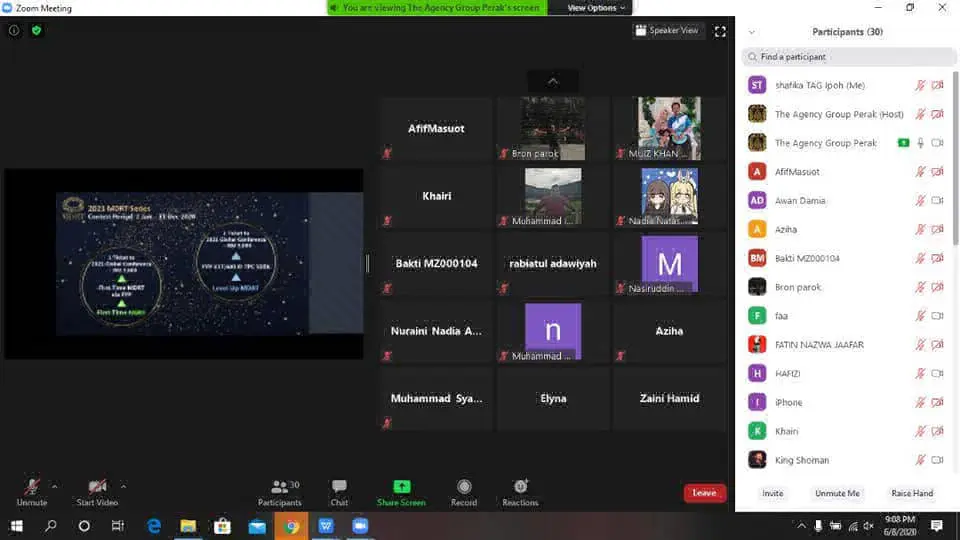 Zoom Meeting
You are viewing The Agency Group Perak's screen
View Options
Speaker View
AfifMasuot
Bron parok
MUIZ KHAN ...
Khairi
Muhammad I...
Nadia Natas...
Bakti MZ000104
rabiatul adawiyah
M
Nasiruddin ...
Nuraini Nadia A...
n
Muhammad ...
Aziha
Muhammad Sya...
Elyna
Zaini Hamid
2021 MDRT Series
Contest Period: 1 Jan - 31 Dec 2020
1 Ticket to
2021 Global Conference
First Time MDRT
via FYP
First Time MDRT
1 Ticket to
2021 Global Conference
Level Up MDRT
Participants (30)
Find a participant
ST shafika TAG Ipoh (Me)
The Agency Group Perak (Host)
The Agency Group Perak
A AfifMasuot
AD Awan Damia
A Aziha
BM Bakti MZ000104
Bron parok
F faa
FATIN NAZWA JAAFAR
H HAFIZI
I iPhone
K Khairi
King Shoman
Invite
Unmute Me
Raise Hand
Unmute
Start Video
Participants
30
Chat
Share Screen
Record
Reactions
Leave
9:08 PM
6/8/2020